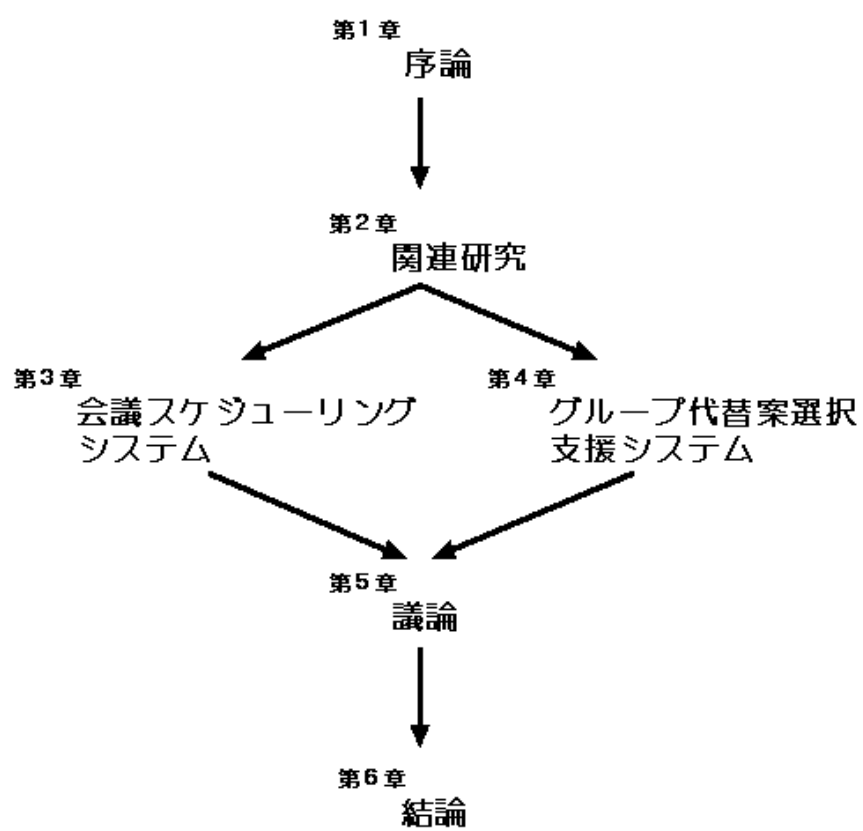 第1章
序論
第2章
関連研究
第3章
会議スケジューリング
システム
第4章
グループ代替案選択
支援システム
第5章
議論
第6章
結論